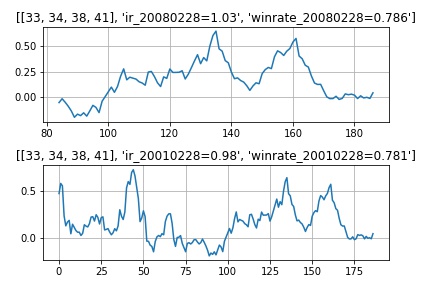 [[33, 34, 38, 41], 'ir_20080228=1.03', 'winrate_20080228=0.786']
0.50
0.25
0.00
80 100 120 140 160 180
[[33, 34, 38, 41], 'ir_20010228=0.98', 'winrate_20010228=0.781']
0.5
0.0
0 25 50 75 100 125 150 175